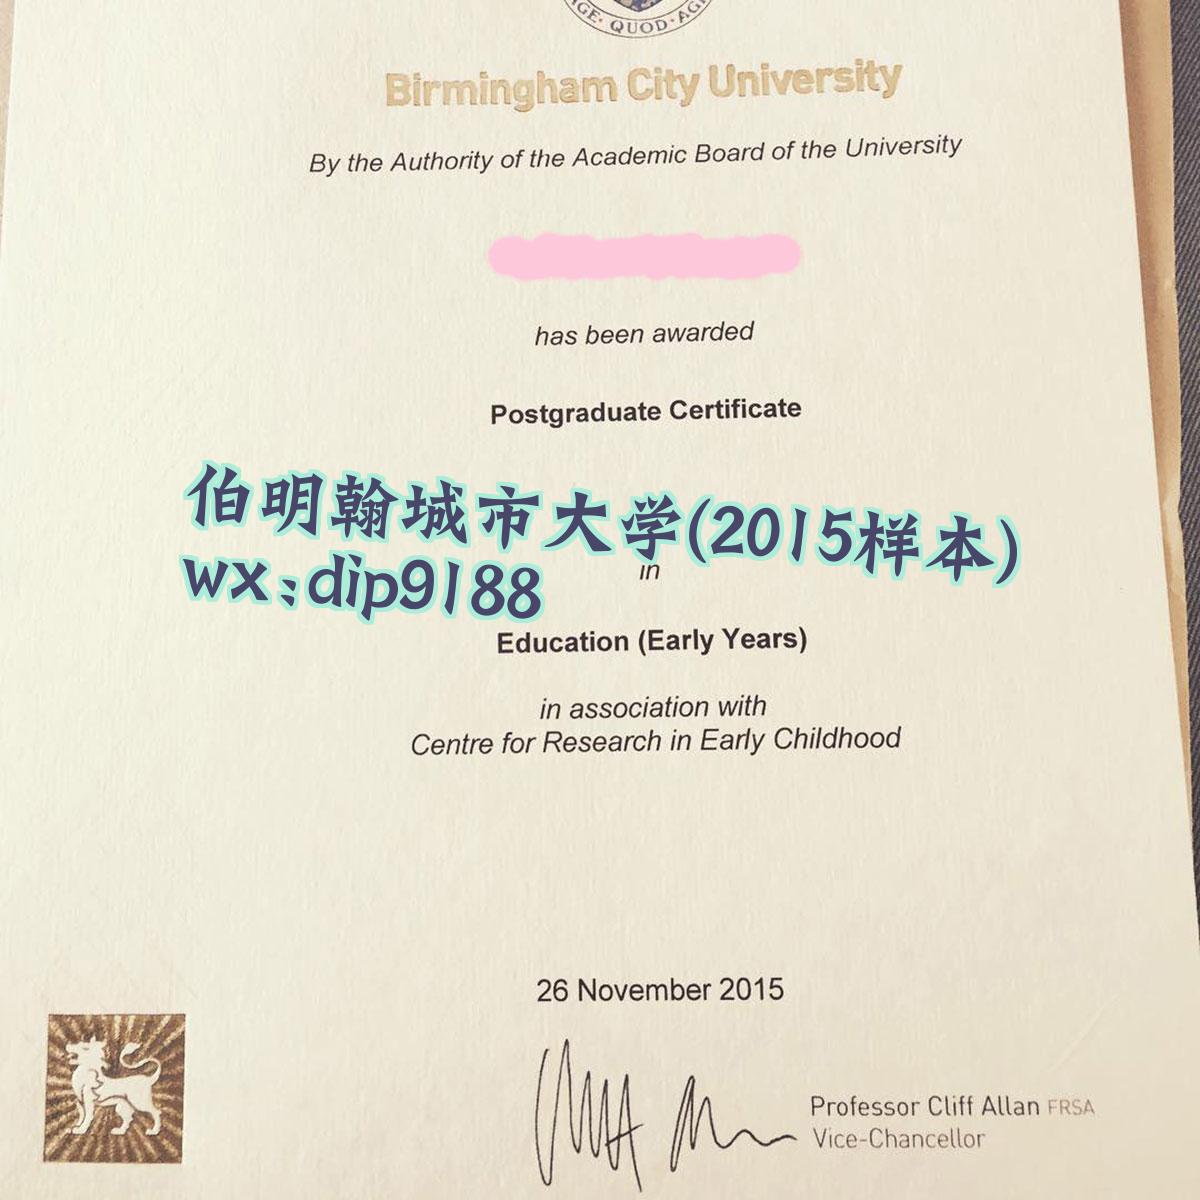 QUOD
Birmingham City University
By the Authority of the Academic Board of the University
has been awarded
Postgraduate Certificate
伯明翰城市大学(2015样本)
in
wx:dip9188
Education (Early Years)
in association with
Centre for Research in Early Childhood
26 November 2015
Professor Cliff Allan FRSA
Vice-Chancellor